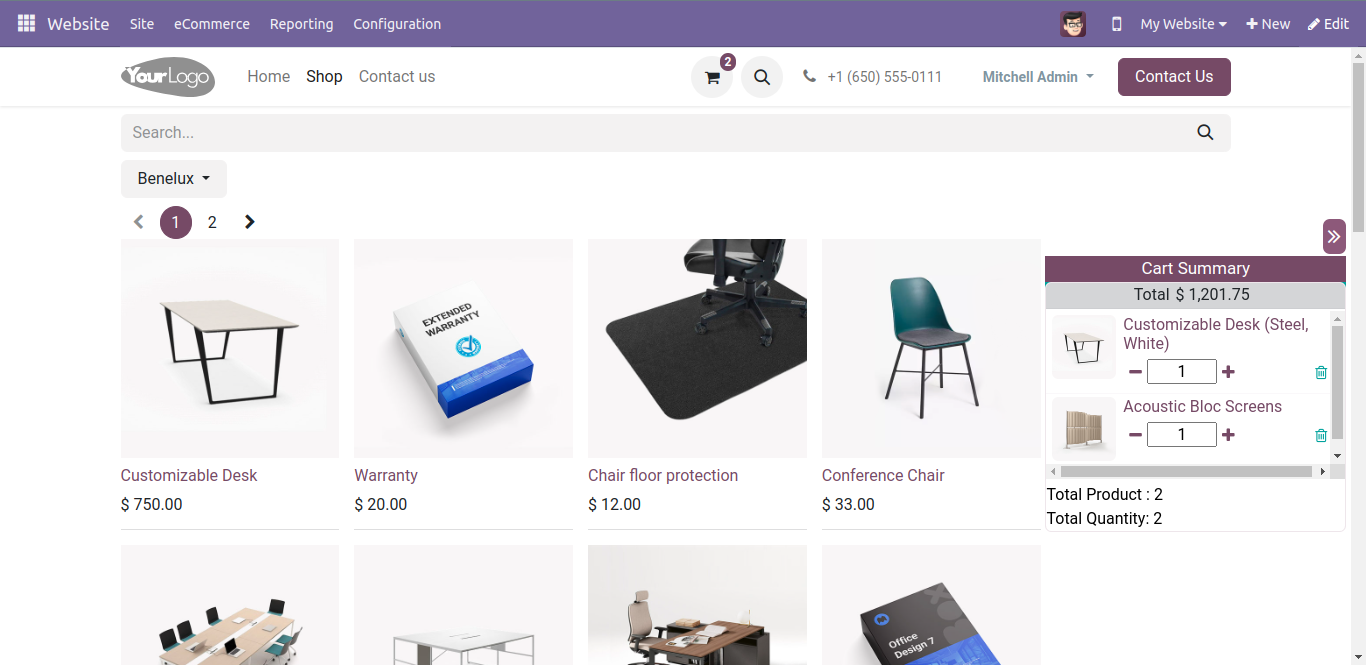 Website Site eCommerce Reporting Configuration My Website New Edit
YourLogo Home Shop Contact us 2 +1 (650) 555-0111 Mitchell Admin Contact Us
Search...
Benelux
1 2
Cart Summary
Total $ 1,201.75
Customizable Desk (Steel,
White)
1
Acoustic Bloc Screens
1
Total Product : 2
Total Quantity: 2
EXTENDED
WARRANTY
Customizable Desk Warranty Chair floor protection Conference Chair
$ 750.00 $ 20.00 $ 12.00 $ 33.00
Office
Design 7